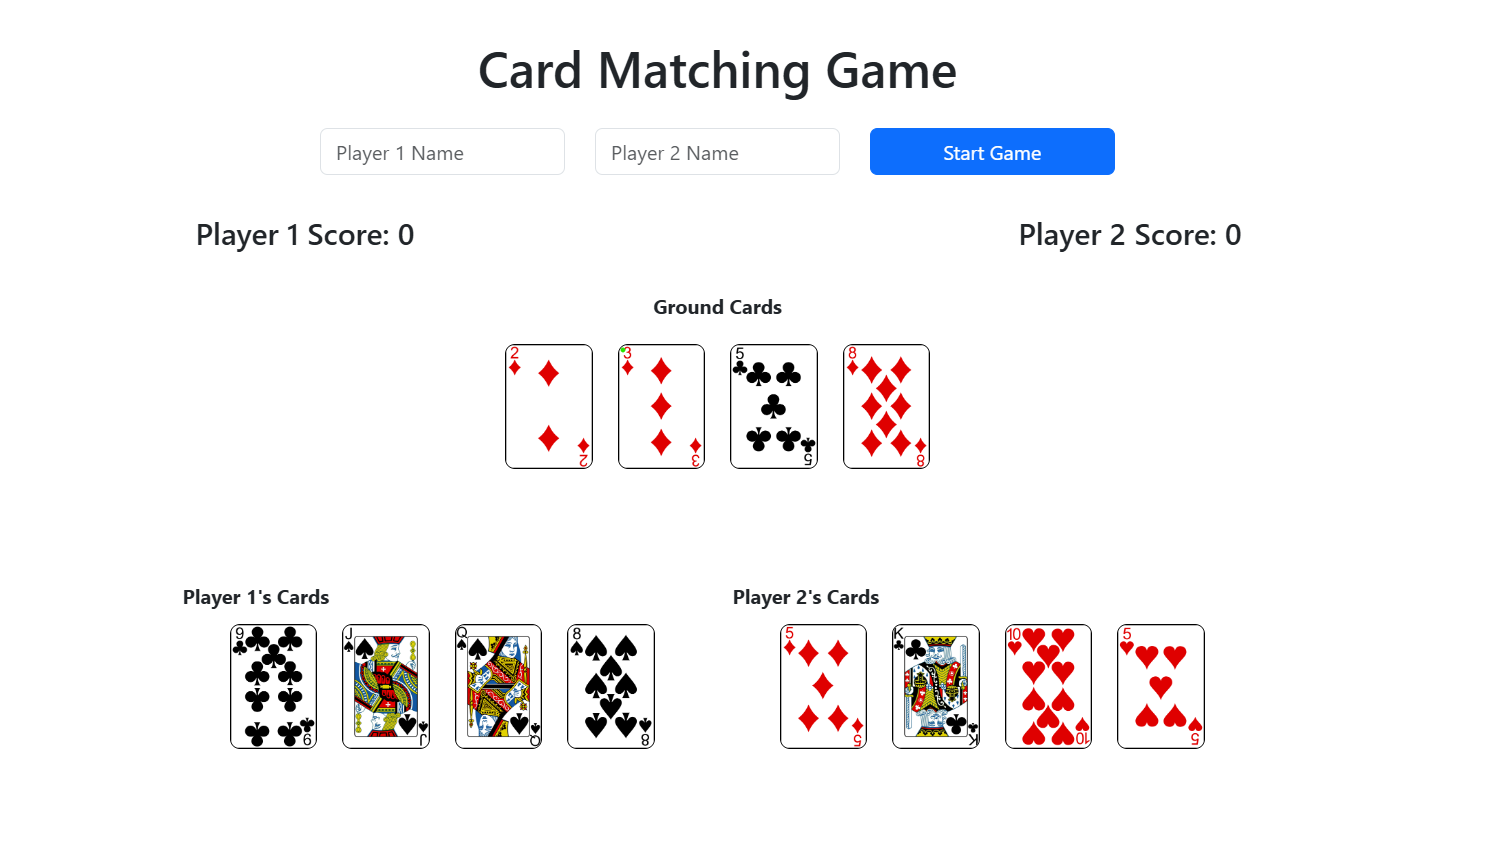 Card Matching Game
Player 1 Name
Player 2 Name
Start Game
Player 1 Score: 0
Player 2 Score: 0
Ground Cards
2
2
3
3
5
5
8
8
Player 1's Cards
9
9
J
J
Q
Q
8
8
Player 2's Cards
5
5
K
K
10
10
5
5